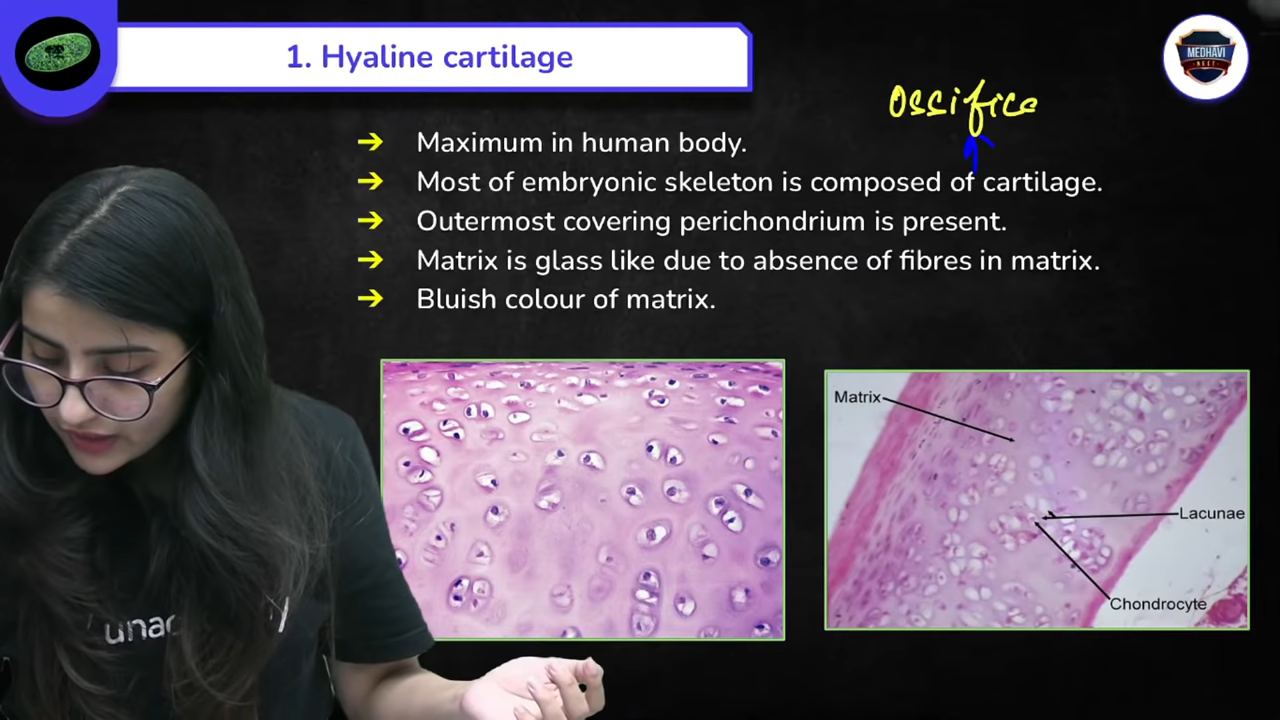 1. Hyaline cartilage
MEDHAVI
NEET
Ossifica
➔ Maximum in human body.
➔ Most of embryonic skeleton is composed of cartilage.
➔ Outermost covering perichondrium is present.
➔ Matrix is glass like due to absence of fibres in matrix.
➔ Bluish colour of matrix.
Matrix
Lacunae
Chondrocyte
unac y